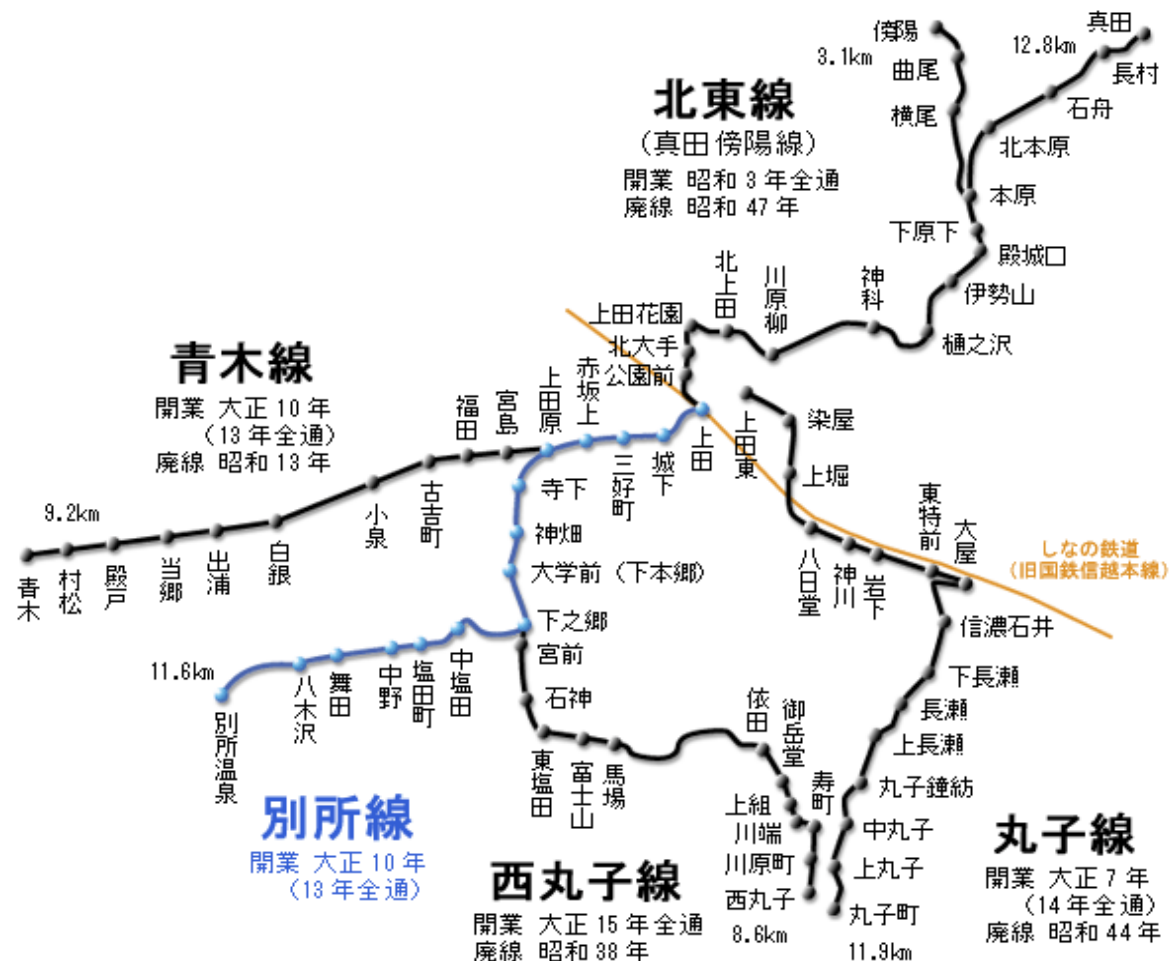 傍陽
3.1km
曲尾
横尾
12.8km
真田
長村
石舟
北本原
北東線
（真田傍陽線）
開業 昭和 3 年全通
廃線 昭和 47 年
本原
下原下
殿城口
伊勢山
樋之沢
神科
川原柳
北上田
上田花園
北大手
公園前
青木線
開業 大正 10 年
（13 年全通）
廃線 昭和 13 年
9.2km
青木
村松
殿戸
当郷
出浦
白銀
小泉
古吉町
福田
宮島
上田原
赤坂上
三好町
城下
上田
上田東
染屋
上堀
八日堂
神川
岩下
東特前
大屋
しなの鉄道
（旧国鉄信越本線）
寺下
神畑
大学前（下本郷）
下之郷
中塩田
塩田町
中野
舞田
八木沢
別所温泉
11.6km
別所線
開業 大正 10 年
（13 年全通）
宮前
石神
東塩田
富士山
馬場
依田
御岳堂
上組
川端
寿町
川原町
西丸子
8.6km
西丸子線
開業 大正 15 年全通
廃線 昭和 38 年
信濃石井
下長瀬
長瀬
上長瀬
丸子鐘紡
中丸子
上丸子
丸子町
11.9km
丸子線
開業 大正 7 年
（14 年全通）
廃線 昭和 44 年